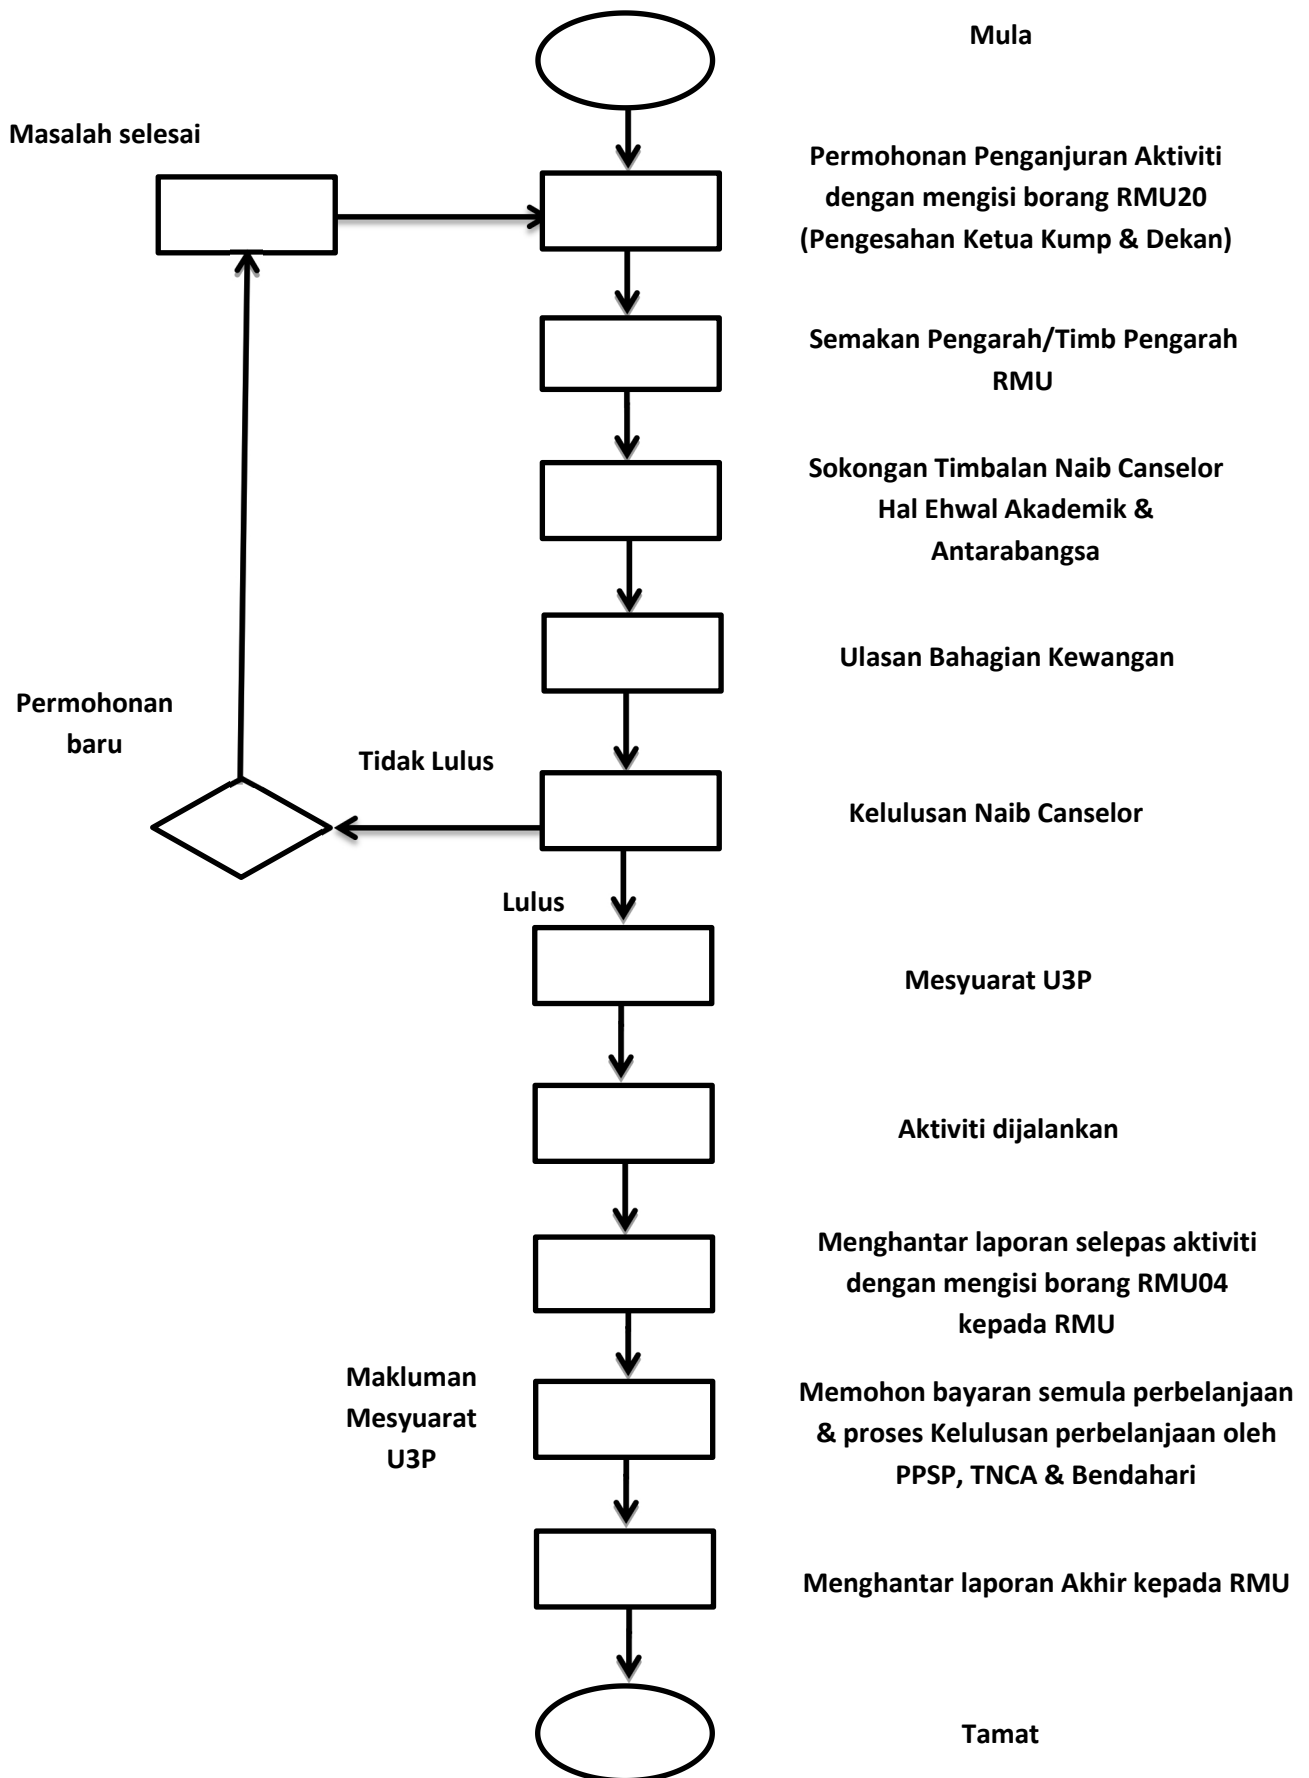 Mula
Masalah selesai
Permohonan Penganjuran Aktiviti
dengan mengisi borang RMU20
(Pengesahan Ketua Kump & Dekan)
Semakan Pengarah/Timb Pengarah
RMU
Sokongan Timbalan Naib Canselor
Hal Ehwal Akademik &
Antarabangsa
Ulasan Bahagian Kewangan
Permohonan
baru
Tidak Lulus
Kelulusan Naib Canselor
Lulus
Mesyuarat U3P
Aktiviti dijalankan
Menghantar laporan selepas aktiviti
dengan mengisi borang RMU04
kepada RMU
Makluman
Mesyuarat
U3P
Memohon bayaran semula perbelanjaan
& proses Kelulusan perbelanjaan oleh
PPSP, TNCA & Bendahari
Menghantar laporan Akhir kepada RMU
Tamat